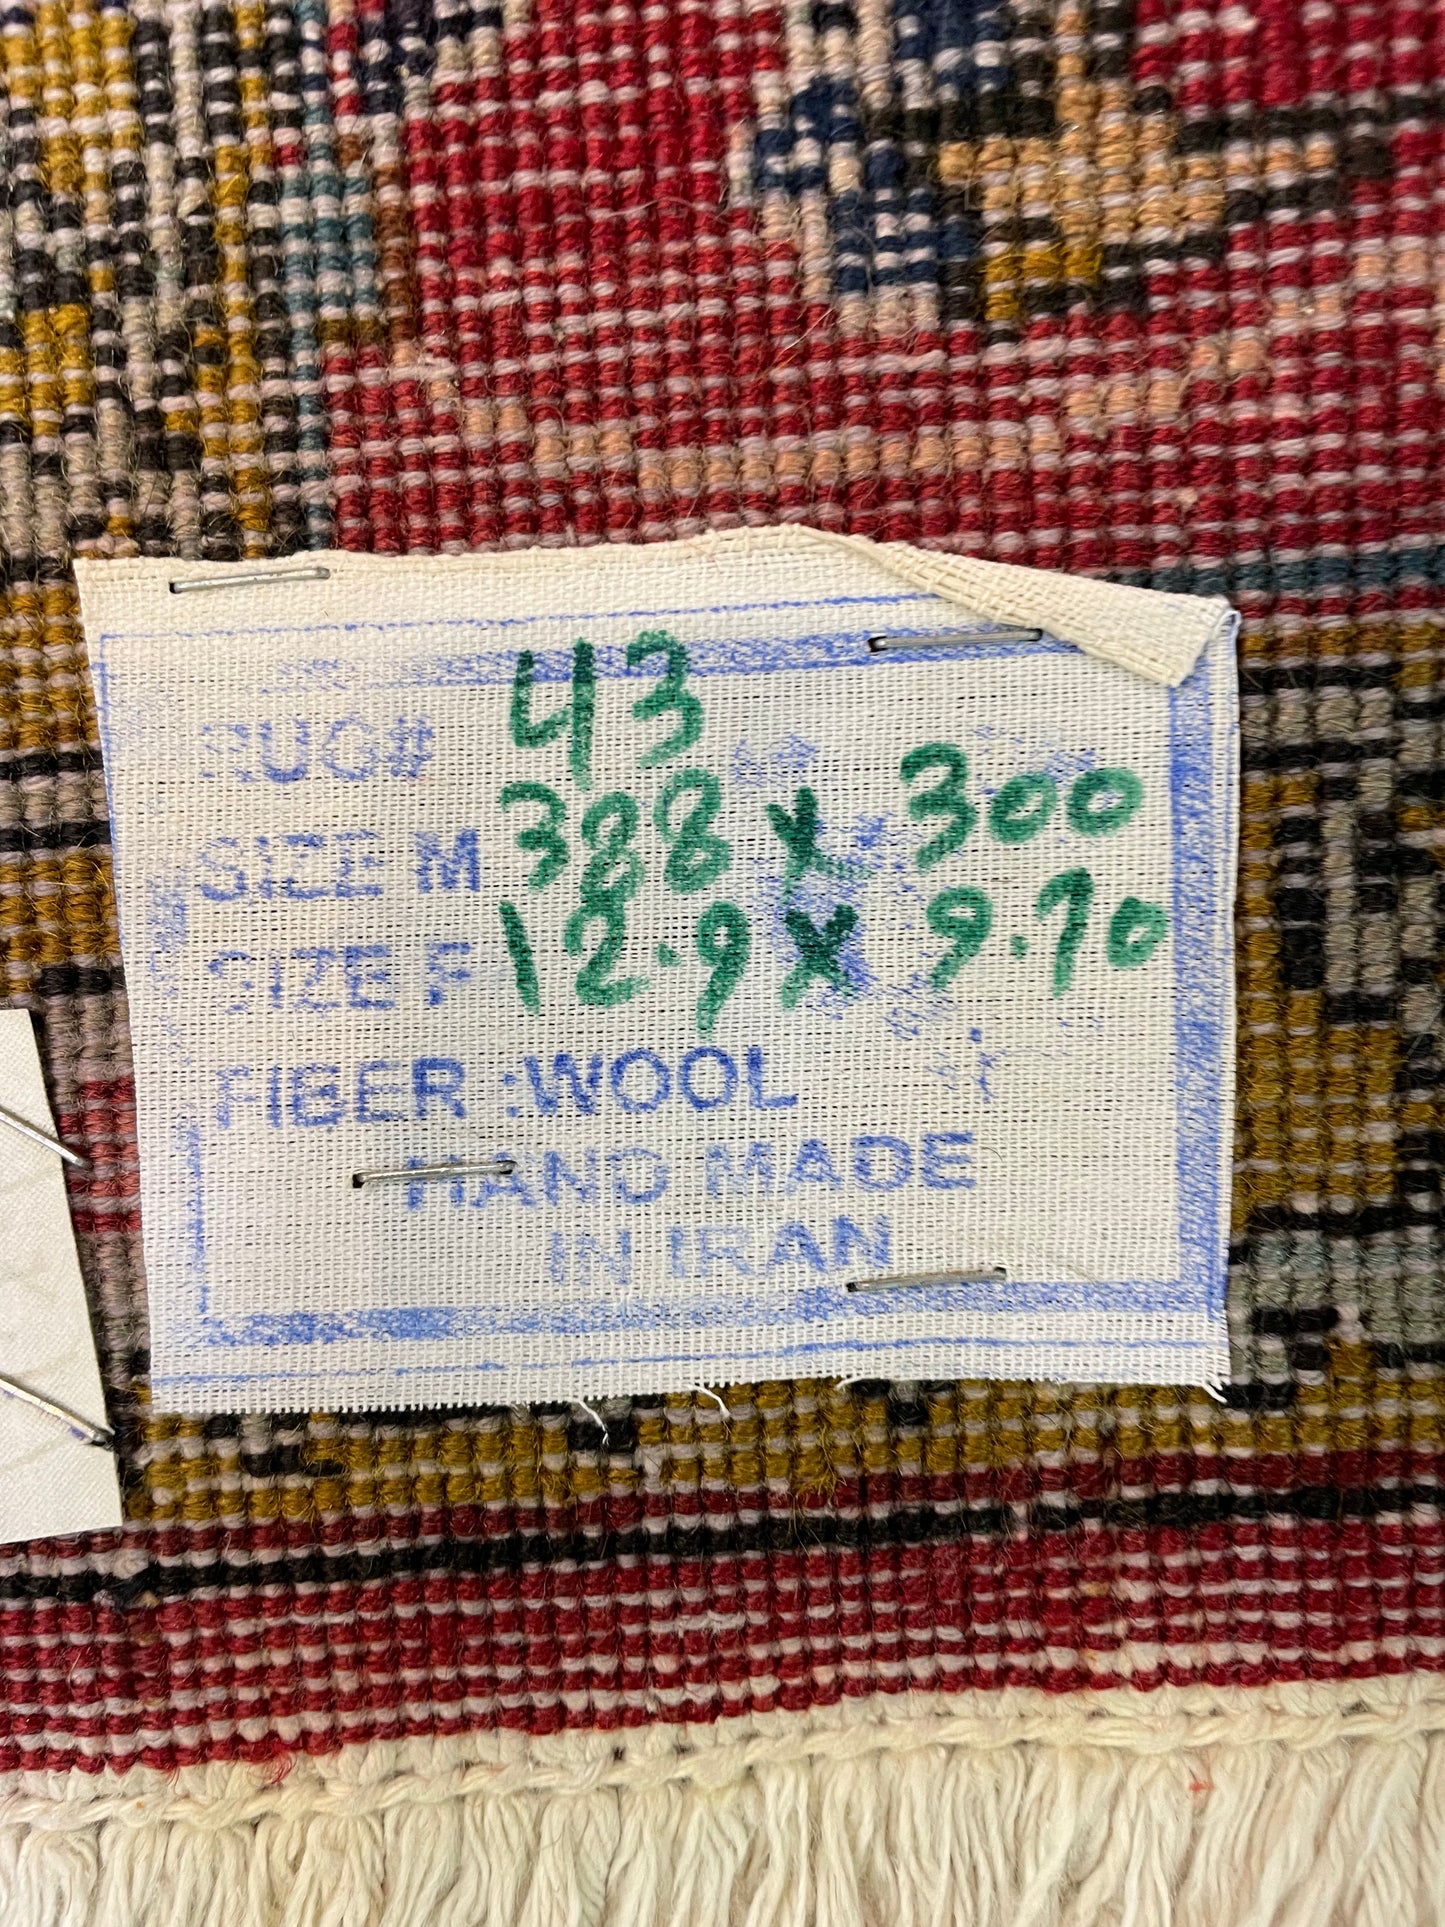 RUG# 43
SIZE M 388 x 300
SIZE F 12.9 x 9.10
FIBER :WOOL
HAND MADE
IN IRAN